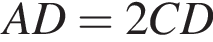 AD = 2CD